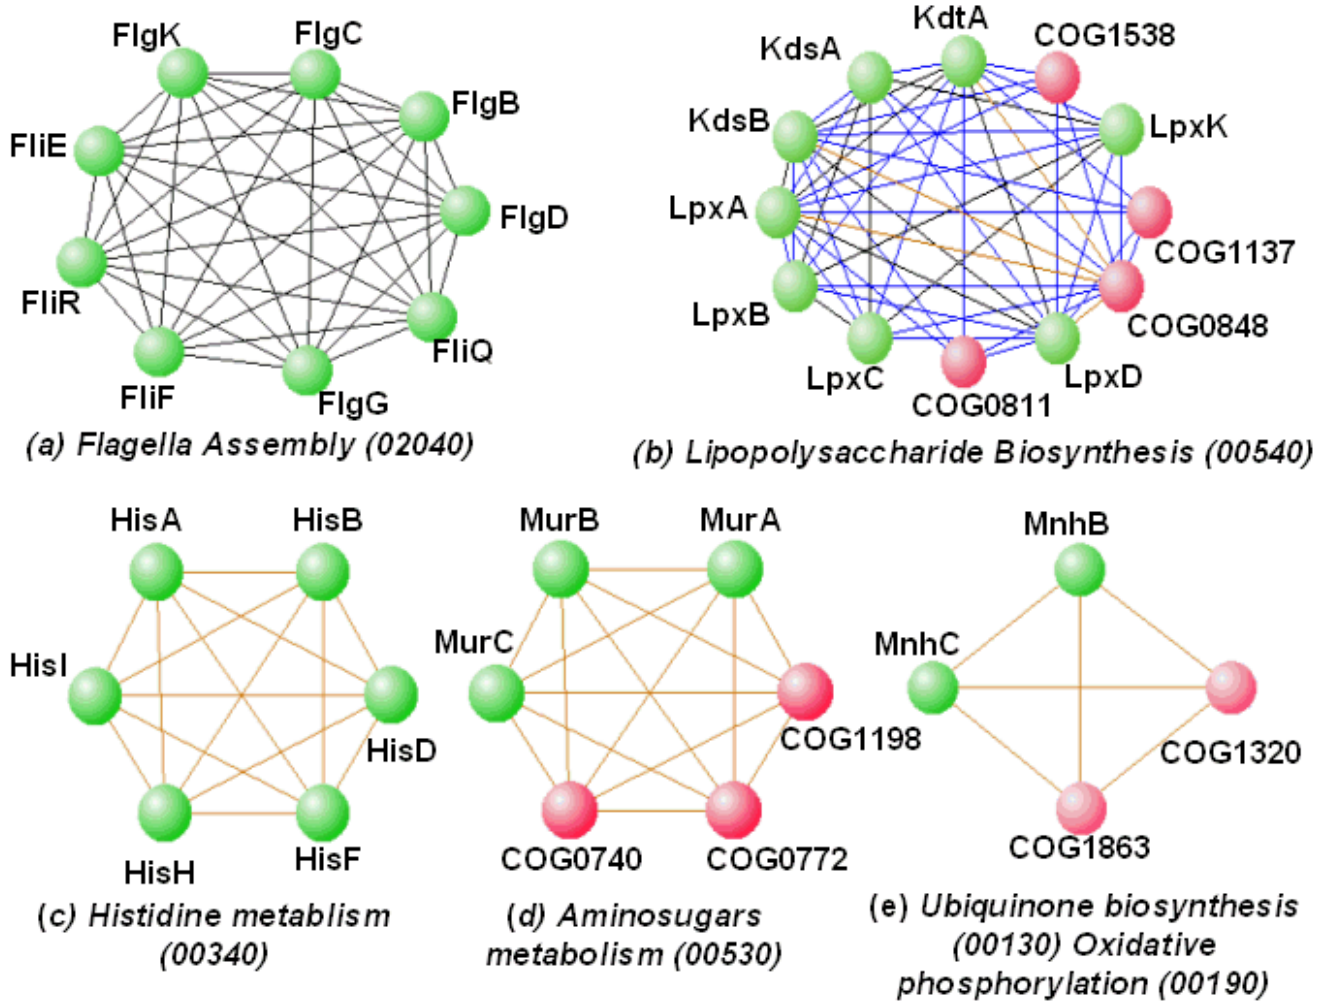 FlgK
FlgC
FlgB
FliE
FlgD
FliR
FliQ
FliF
FlgG
(a) Flagella Assembly (02040)
KdtA
COG1538
KdsA
KdsB
LpxK
LpxA
COG1137
LpxB
COG0848
LpxC
LpxD
COG0811
(b) Lipopolysaccharide Biosynthesis (00540)
HisA
HisB
HisI
HisD
HisH
HisF
(c) Histidine metablism
(00340)
MurB
MurA
MurC
COG1198
COG0740
COG0772
(d) Aminosugars
metabolism (00530)
MnhB
MnhC
COG1320
COG1863
(e) Ubiquinone biosynthesis
(00130) Oxidative
phosphorylation (00190)